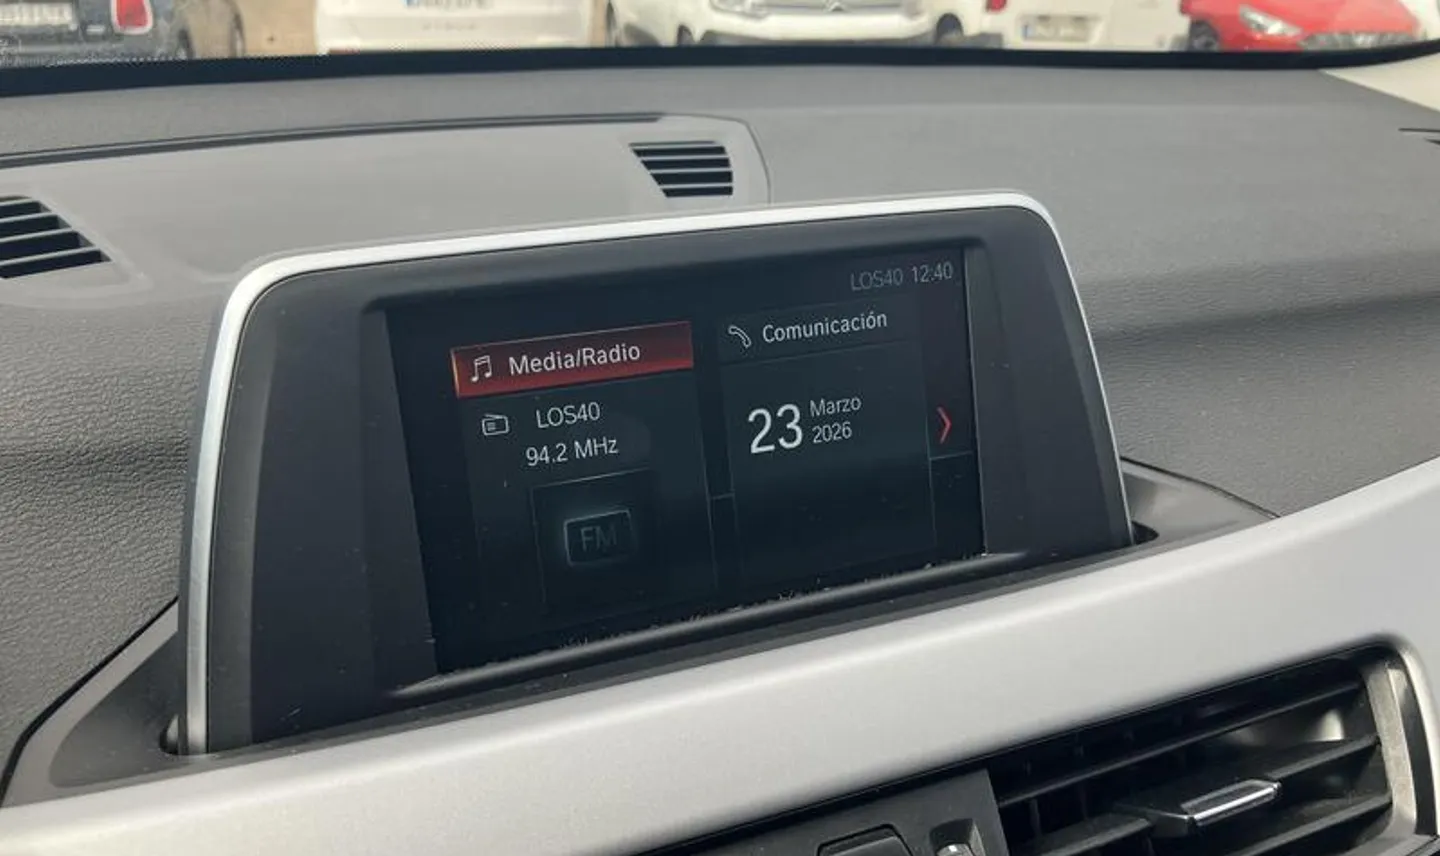 LOS40 12:40
Media/Radio
Comunicación
LOS40
94.2 MHz
23 Marzo
2026
FM